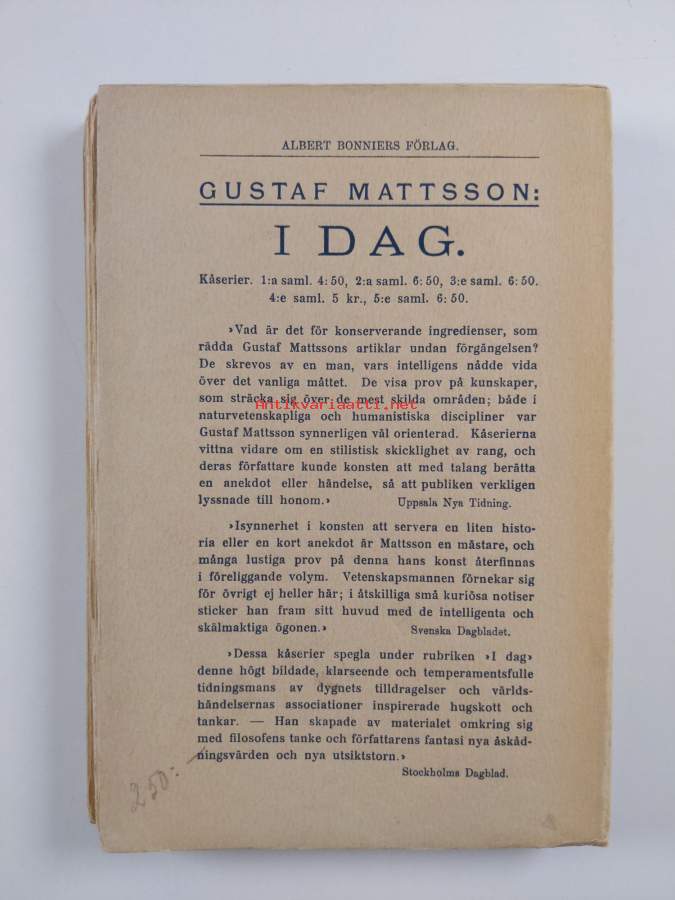 ALBERT BONNIERS FÖRLAG.
GUSTAF MATTSSON:
I DAG.
Kåserier. 1:a saml. 4:50, 2:a saml. 6:50, 3:e saml. 6:50.
4:e saml. 5 kr., 5:e saml. 6:50.
›Vad är det för konserverande ingredienser, som
rädda Gustaf Mattssons artiklar undan förgängelsen?
De skrevos av en man, vars intelligens nådde vida
över det vanliga måttet. De visa prov på kunskaper,
som sträcka sig över de mest skilda områden; både i
Antikvariaatti.net
naturvetenskapliga och humanistiska discipliner var
Gustaf Mattsson synnerligen väl orienterad. Kåserierna
vittna vidare om en stilistisk skicklighet av rang, och
deras författare kunde konsten att med talang berätta
en anekdot eller händelse, så att publiken verkligen
lyssnade till honom.› Uppsala Nya Tidning.
›Isynnerhet i konsten att servera en liten histo-
ria eller en kort anekdot är Mattsson en mästare, och
många lustiga prov på denna hans konst återfinnas
i föreliggande volym. Vetenskapsmannen förnekar sig
för övrigt ej heller här; i åtskilliga små kuriösa notiser
sticker han fram sitt huvud med de intelligenta och
skälmaktiga ögonen.› Svenska Dagbladet.
›Dessa kåserier spegla under rubriken ›I dag›
denne högt bildade, klarseende och temperamentsfulle
tidningsmans av dygnets tilldragelser och världs-
händelsernas associationer inspirerade hugskott och
tankar. — Han skapade av materialet omkring sig
med filosofens tanke och författarens fantasi nya åskåd-
ningsvärden och nya utsiktstorn.›
Stockholms Dagblad.
250:-